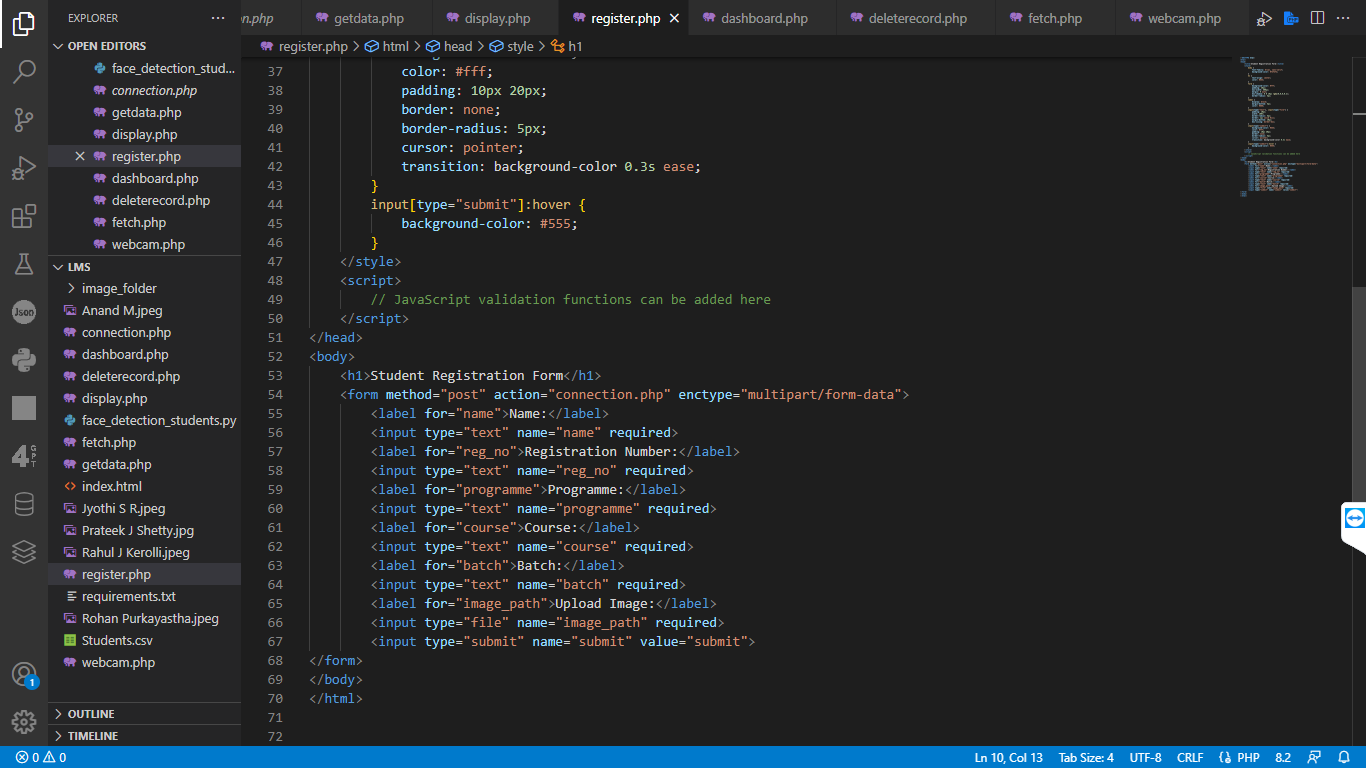 EXPLORER
OPEN EDITORS
face_detection_stud...
connection.php
getdata.php
display.php
register.php
dashboard.php
deleterecord.php
fetch.php
webcam.php
LMS
image_folder
Anand M.jpeg
connection.php
dashboard.php
deleterecord.php
display.php
face_detection_students.py
fetch.php
getdata.php
index.html
Jyothi S R.jpeg
Prateek J Shetty.jpg
Rahul J Kerolli.jpeg
register.php
requirements.txt
Rohan Purkayastha.jpeg
Students.csv
webcam.php
OUTLINE
TIMELINE
Json
4 GPT
1
on.php getdata.php display.php register.php dashboard.php deleterecord.php fetch.php webcam.php
register.php > html > head > style > h1
37 color: #fff;
38 padding: 10px 20px;
39 border: none;
40 border-radius: 5px;
41 cursor: pointer;
42 transition: background-color 0.3s ease;
43 }
44 input[type="submit"]:hover {
45 background-color: #555;
46 }
47 </style>
48 <script>
49 // JavaScript validation functions can be added here
50 </script>
51 </head>
52 <body>
53 <h1>Student Registration Form</h1>
54 <form method="post" action="connection.php" enctype="multipart/form-data">
55 <label for="name">Name:</label>
56 <input type="text" name="name" required>
57 <label for="reg_no">Registration Number:</label>
58 <input type="text" name="reg_no" required>
59 <label for="programme">Programme:</label>
60 <input type="text" name="programme" required>
61 <label for="course">Course:</label>
62 <input type="text" name="course" required>
63 <label for="batch">Batch:</label>
64 <input type="text" name="batch" required>
65 <label for="image_path">Upload Image:</label>
66 <input type="file" name="image_path" required>
67 <input type="submit" name="submit" value="submit">
68 </form>
69 </body>
70 </html>
71
72
0 0 Ln 10, Col 13 Tab Size: 4 UTF-8 CRLF PHP 8.2